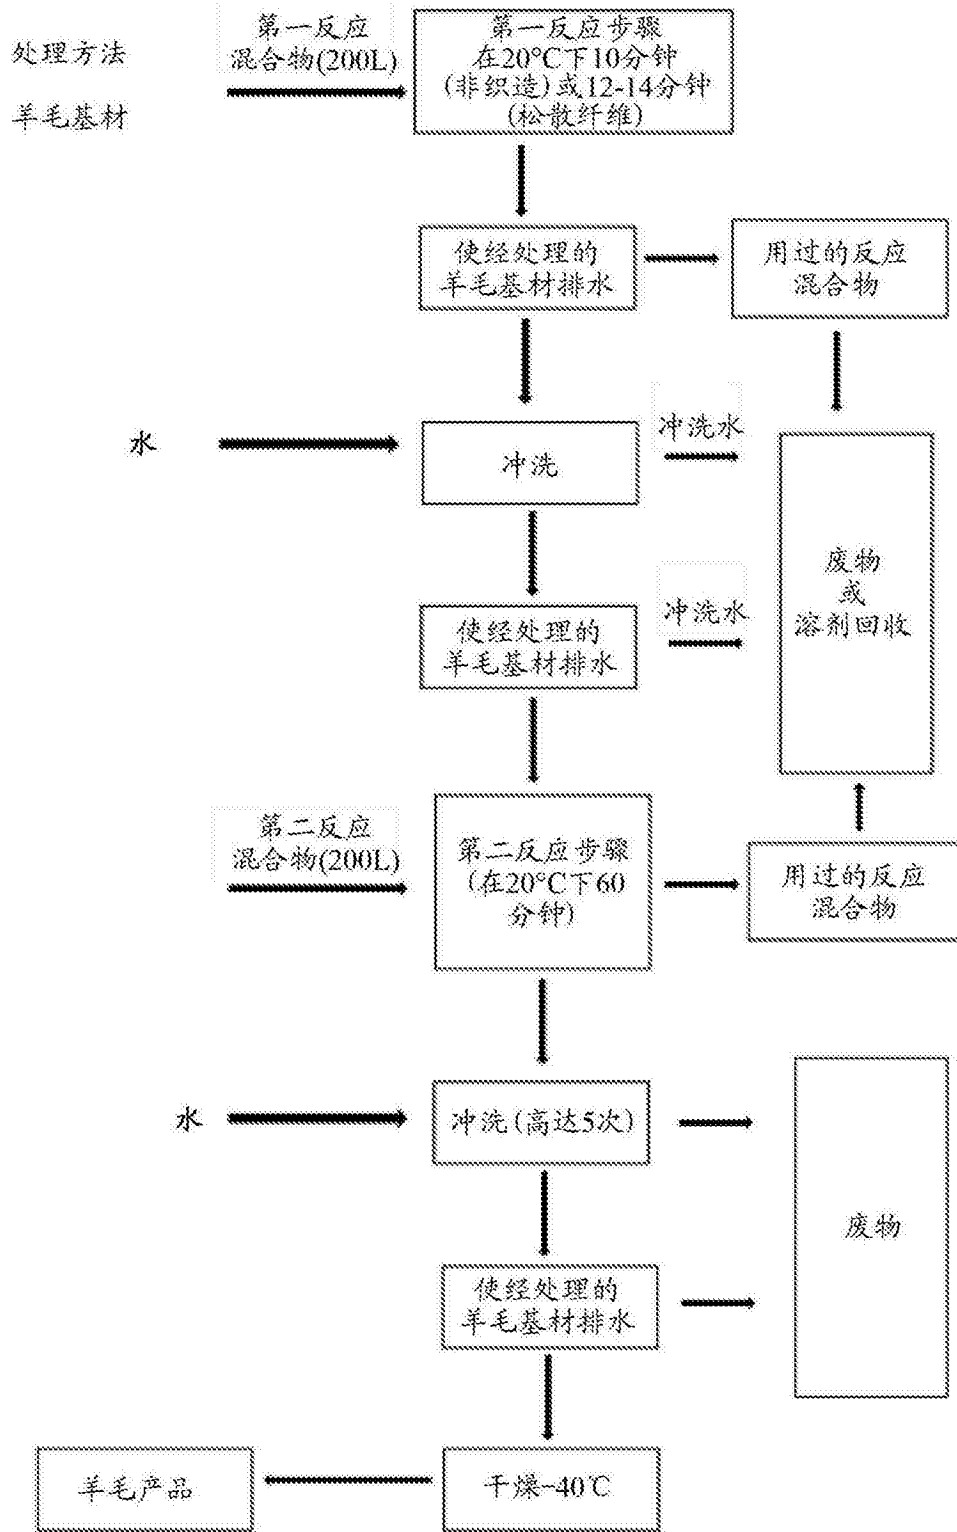 处理方法
羊毛基材
第一反应
混合物(200L)
第一反应步骤
在20°C下10分钟
(非织造)或12-14分钟
(松散纤维)
使经处理的
羊毛基材排水
用过的反应
混合物
水
冲洗
冲洗水
废物
或
溶剂回收
使经处理的
羊毛基材排水
冲洗水
第二反应
混合物(200L)
第二反应步骤
(在20°C下60
分钟)
用过的反应
混合物
水
冲洗(高达5次)
废物
使经处理的
羊毛基材排水
羊毛产品
干燥-40℃